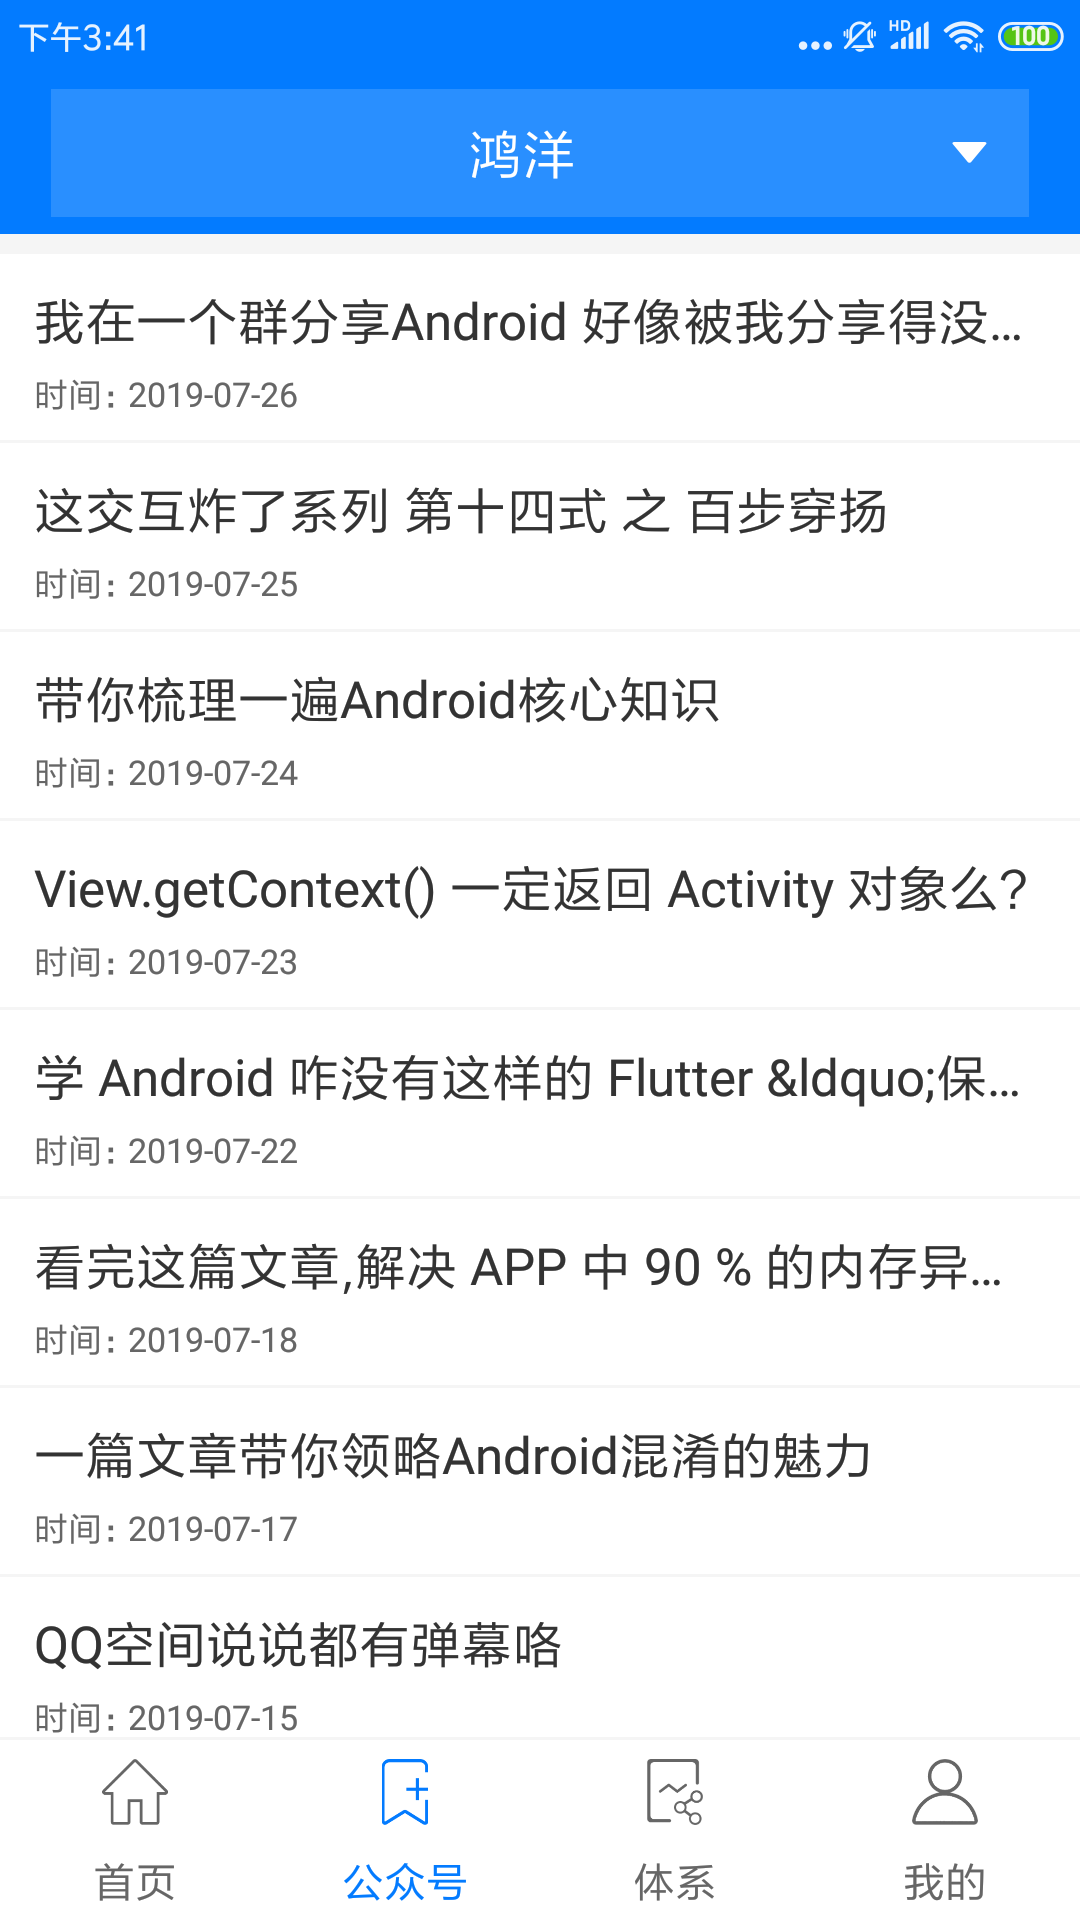 下午3:41
HD
100
鸿洋
我在一个群分享Android 好像被我分享得没...
时间：2019-07-26
这交互炸了系列 第十四式 之 百步穿扬
时间：2019-07-25
带你梳理一遍Android核心知识
时间：2019-07-24
View.getContext() 一定返回 Activity 对象么?
时间：2019-07-23
学 Android 咋没有这样的 Flutter &ldquo;保...
时间：2019-07-22
看完这篇文章,解决 APP 中 90 % 的内存异...
时间：2019-07-18
一篇文章带你领略Android混淆的魅力
时间：2019-07-17
QQ空间说说都有弹幕咯
时间：2019-07-15
首页
公众号
体系
我的